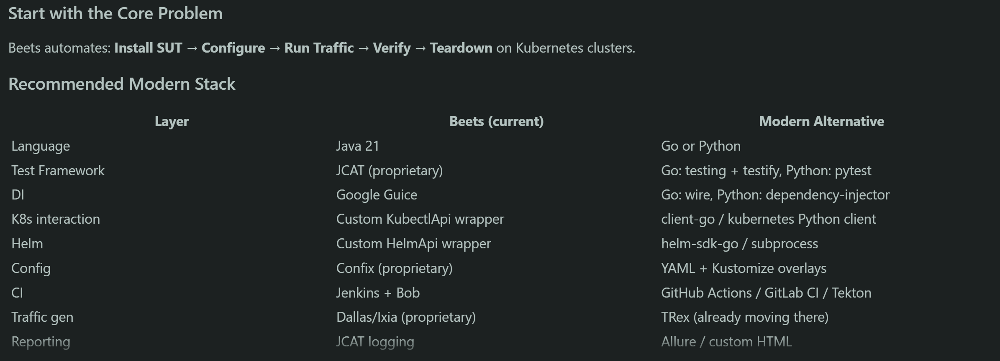 Start with the Core Problem
Beets automates: Install SUT → Configure → Run Traffic → Verify → Teardown on Kubernetes clusters.
Recommended Modern Stack
Layer Beets (current) Modern Alternative
Language Java 21 Go or Python
Test Framework JCAT (proprietary) Go: testing + testify, Python: pytest
DI Google Guice Go: wire, Python: dependency-injector
K8s interaction Custom KubectlApi wrapper client-go / kubernetes Python client
Helm Custom HelmApi wrapper helm-sdk-go / subprocess
Config Confix (proprietary) YAML + Kustomize overlays
CI Jenkins + Bob GitHub Actions / GitLab CI / Tekton
Traffic gen Dallas/Ixia (proprietary) TRex (already moving there)
Reporting JCAT logging Allure / custom HTML